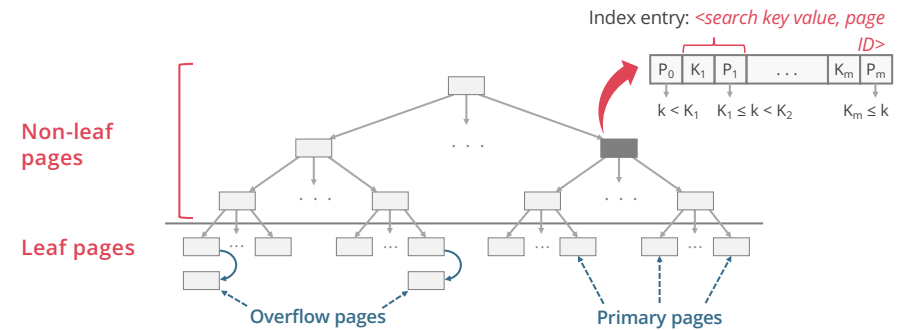 Index entry: <search key value, page
ID>
P0 K1 P1 . . . Km Pm
k < K1 K1 ≤ k < K2 Km ≤ k
Non-leaf
pages
. . .
. . . . . .
Leaf pages
... ... ... ...
Overflow pages Primary pages